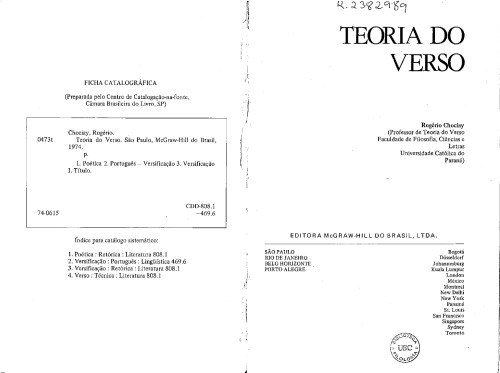 FICHA CATALOGRÁFICA
(Preparada pelo Centro de Catalogação-na-fonte,
Câmara Brasileira do Livro, SP)
Chociay, Rogério.
0473t Teoria do Verso. São Paulo, McGraw-Hill do Brasil,
1974.
p.
1. Poética 2. Português – Versificação 3. Versificação
I. Título.
CDD-808.1
74-0615 -469.6
Índice para catálogo sistemático:
1. Poética : Retórica : Literatura 808.1
2. Versificação : Português : Lingüística 469.6
3. Versificação : Retórica : Literatura 808.1
4. Verso : Técnica : Literatura 808.1
R.2382989
TEORIA DO
VERSO
Rogério Chociay
(Professor de Teoria do Verso
Faculdade de Filosofia, Ciências e
Letras
Universidade Católica do
Paraná)
EDITORA McGRAW-HILL DO BRASIL, LTDA.
SÃO PAULO
RIO DE JANEIRO
BELO HORIZONTE
PORTO ALEGRE
Bogotá
Düsseldorf
Johannesburg
Kuala Lumpur
London
México
Montreal
New Delhi
New York
Panamá
St. Louis
San Francisco
Singapore
Sydney
Toronto
BIBLIOTECA
USC
FILOLOXÍA